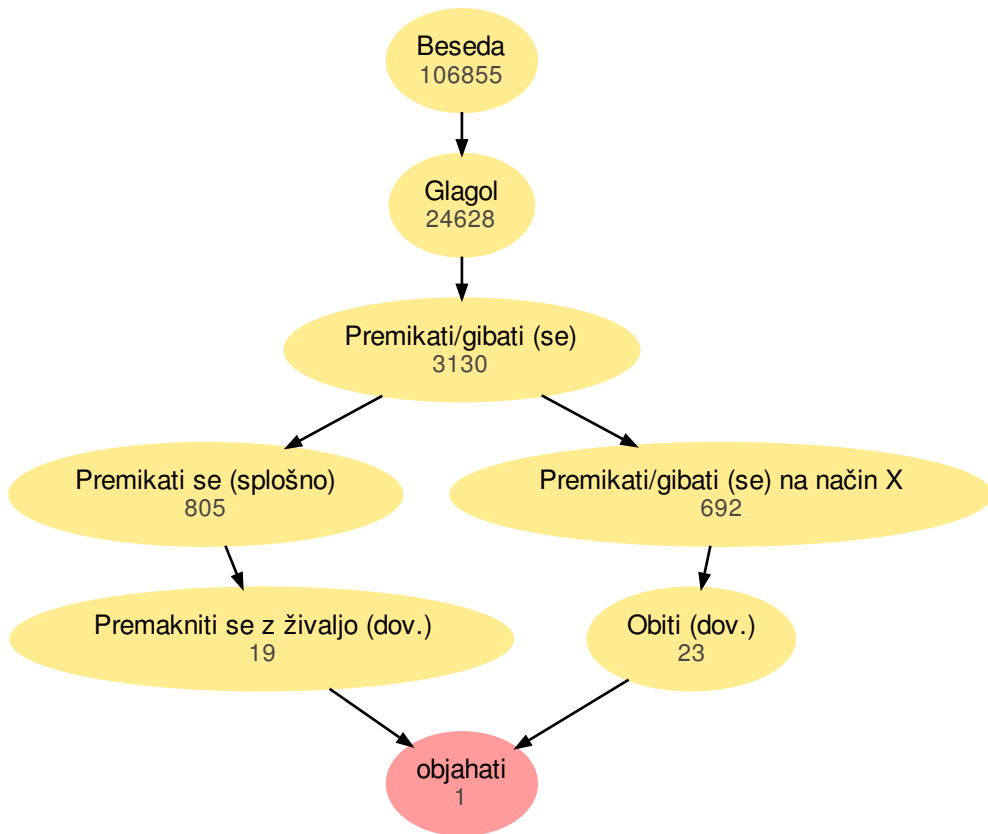 Beseda
106855
Glagol
24628
Premikati/gibati (se)
3130
Premikati se (splošno)
805
Premikati/gibati (se) na način X
692
Premakniti se z živaljo (dov.)
19
Obiti (dov.)
23
objahati
1